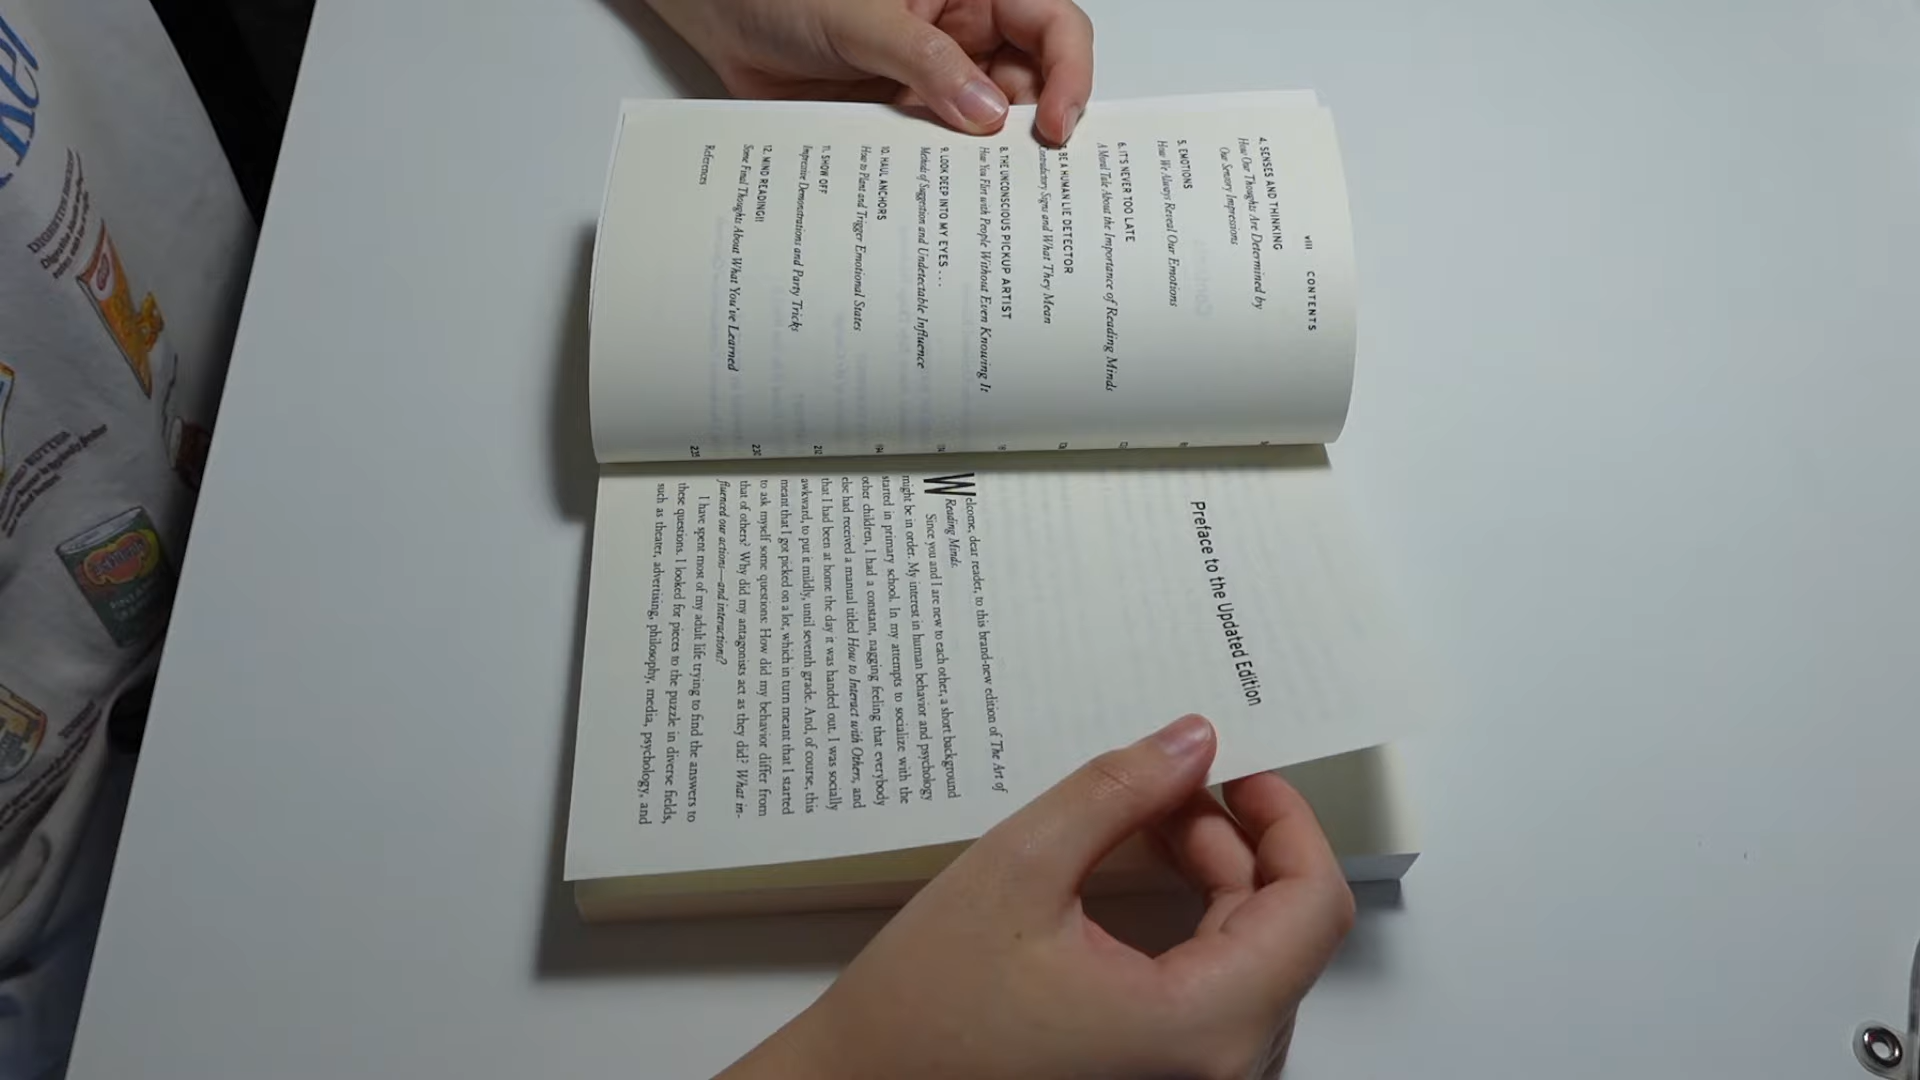 viii CONTENTS
4. SENSES AND THINKING
How Our Thoughts Are Determined by
Our Sensory Impressions
5. EMOTIONS
How We Always Reveal Our Emotions
6. IT'S NEVER TOO LATE
A Moral Tale About the Importance of Reading Minds
BE A HUMAN LIE DETECTOR
Contradictory Signs and What They Mean
8. THE UNCONSCIOUS PICKUP ARTIST
How You Flirt with People Without Even Knowing It
9. LOOK DEEP INTO MY EYES . . .
Methods of Suggestion and Undetectable Influence
10. HAUL ANCHORS
How to Plant and Trigger Emotional States 194
11. SHOW OFF
Impressive Demonstrations and Party Tricks 212
12. MIND READING!!
Some Final Thoughts About What You've Learned 230
References 235
Preface to the Updated Edition
Welcome, dear reader, to this brand-new edition of The Art of
Reading Minds.
Since you and I are new to each other, a short background
might be in order. My interest in human behavior and psychology
started in primary school. In my attempts to socialize with the
other children, I had a constant, nagging feeling that everybody
else had received a manual titled How to Interact with Others, and
that I had been at home the day it was handed out. I was socially
awkward, to put it mildly, until seventh grade. And, of course, this
meant that I got picked on a lot, which in turn meant that I started
to ask myself some questions: How did my behavior differ from
that of others? Why did my antagonists act as they did? What in-
fluenced our actions—and interactions?
I have spent most of my adult life trying to find the answers to
these questions. I looked for pieces to the puzzle in diverse fields,
such as theater, advertising, philosophy, media, psychology, and